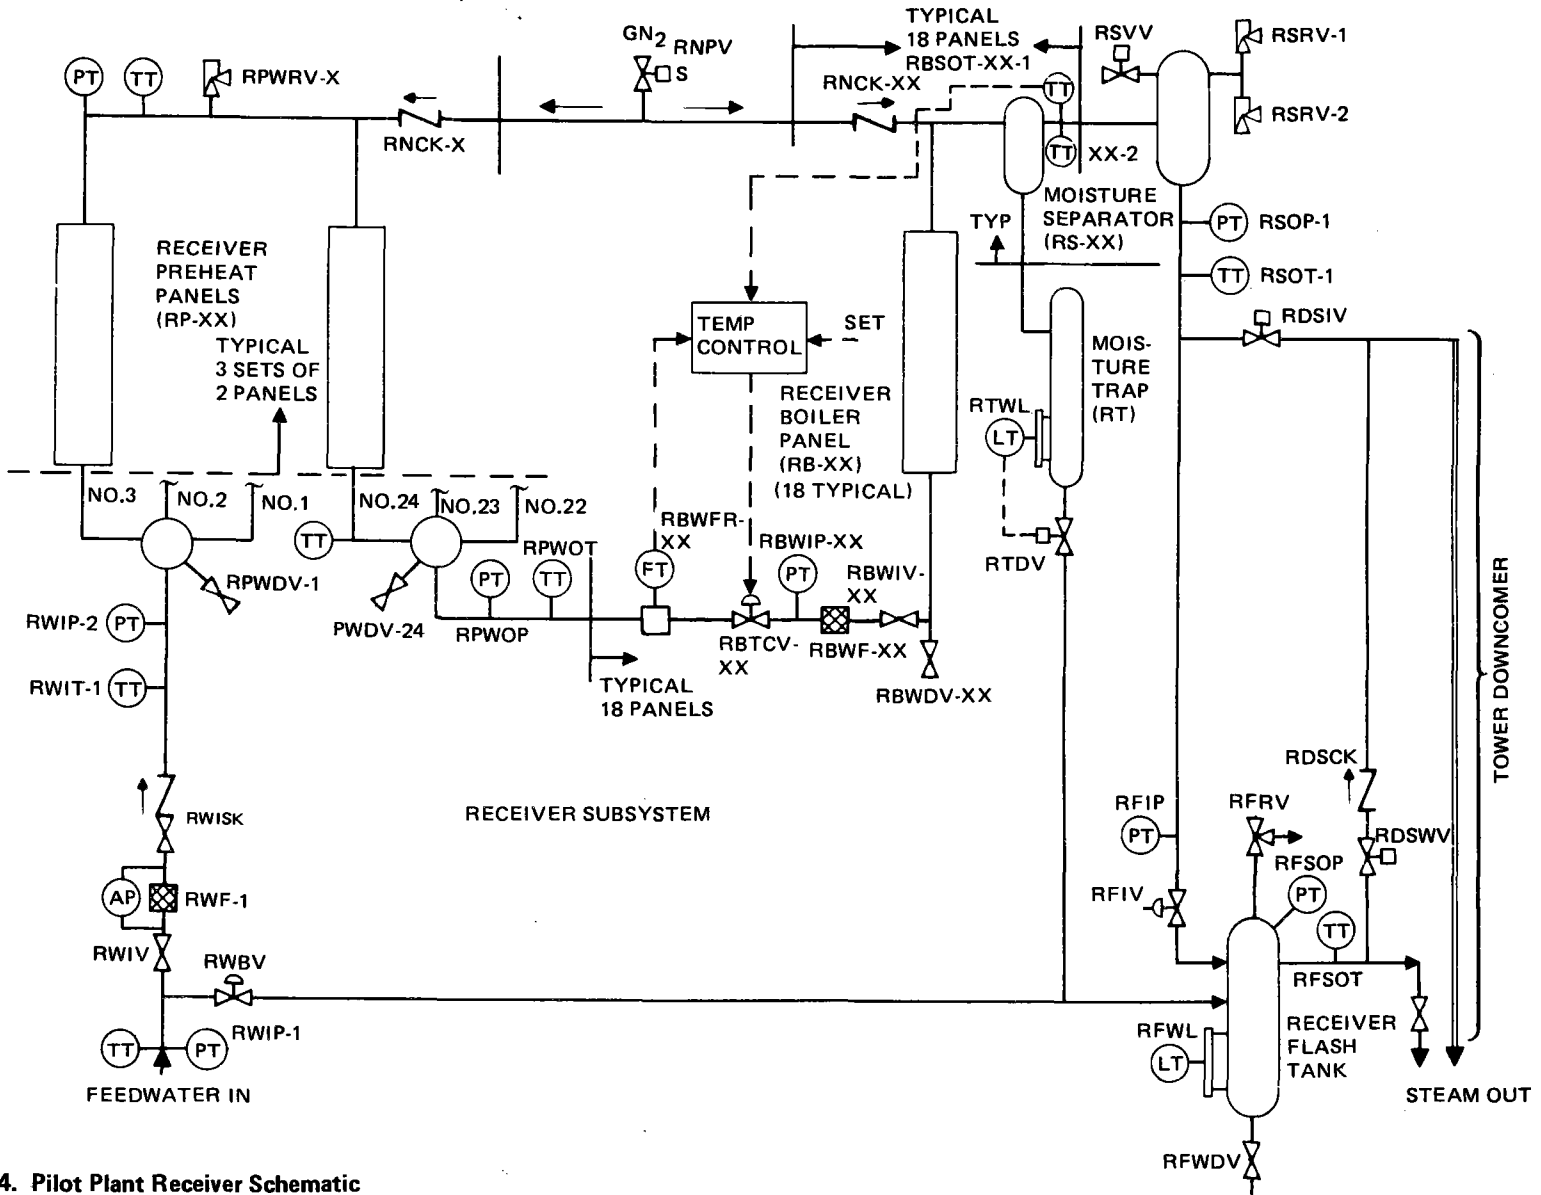 TYPICAL
18 PANELS
RBSOT-XX-1
RSVV
RSRV-1
RSRV-2
GN2 RNPV
S
PT
TT
RPWRV-X
RNCK-X
RNCK-XX
TT
TT
XX-2
MOISTURE
SEPARATOR
(RS-XX)
TYP
PT
RSOP-1
TT
RSOT-1
RDSIV
RECEIVER
PREHEAT
PANELS
(RP-XX)
TYPICAL
3 SETS OF
2 PANELS
TEMP
CONTROL
SET
RECEIVER
BOILER
PANEL
(RB-XX)
(18 TYPICAL)
MOIS-
TURE
TRAP
(RT)
RTWL
LT
RTDV
NO.3
NO.2
NO.1
NO.24
NO.23
NO.22
TT
RPWDV-1
PWDV-24
PT
RPWOP
RPWOT
TT
RBWFR-
XX
FT
RBTCV-
XX
RBWIP-XX
PT
RBWF-XX
RBWIV-
XX
RBWDV-XX
TYPICAL
18 PANELS
RWIP-2
PT
RWIT-1
TT
RWISK
AP
RWF-1
RWIV
RWBV
TT
PT
RWIP-1
FEEDWATER IN
RECEIVER SUBSYSTEM
TOWER DOWNCOMER
RDSCK
RDSWV
RFIP
PT
RFRV
RFSOP
PT
RFIV
TT
RFSOT
RFWL
LT
RECEIVER
FLASH
TANK
RFWDV
STEAM OUT
4. Pilot Plant Receiver Schematic